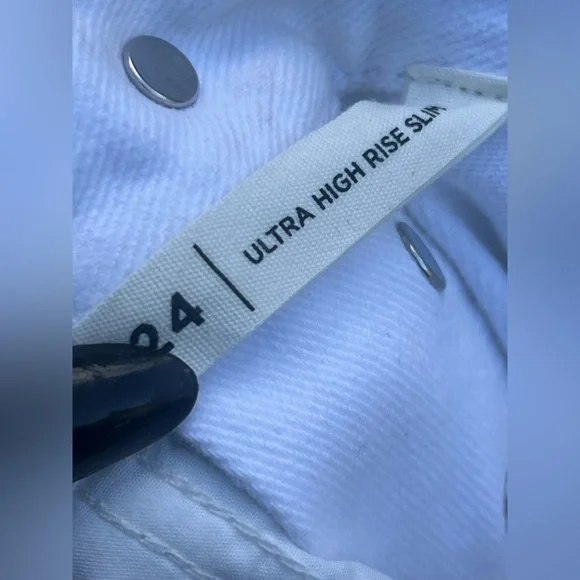 24 | ULTRA HIGH RISE SLIM